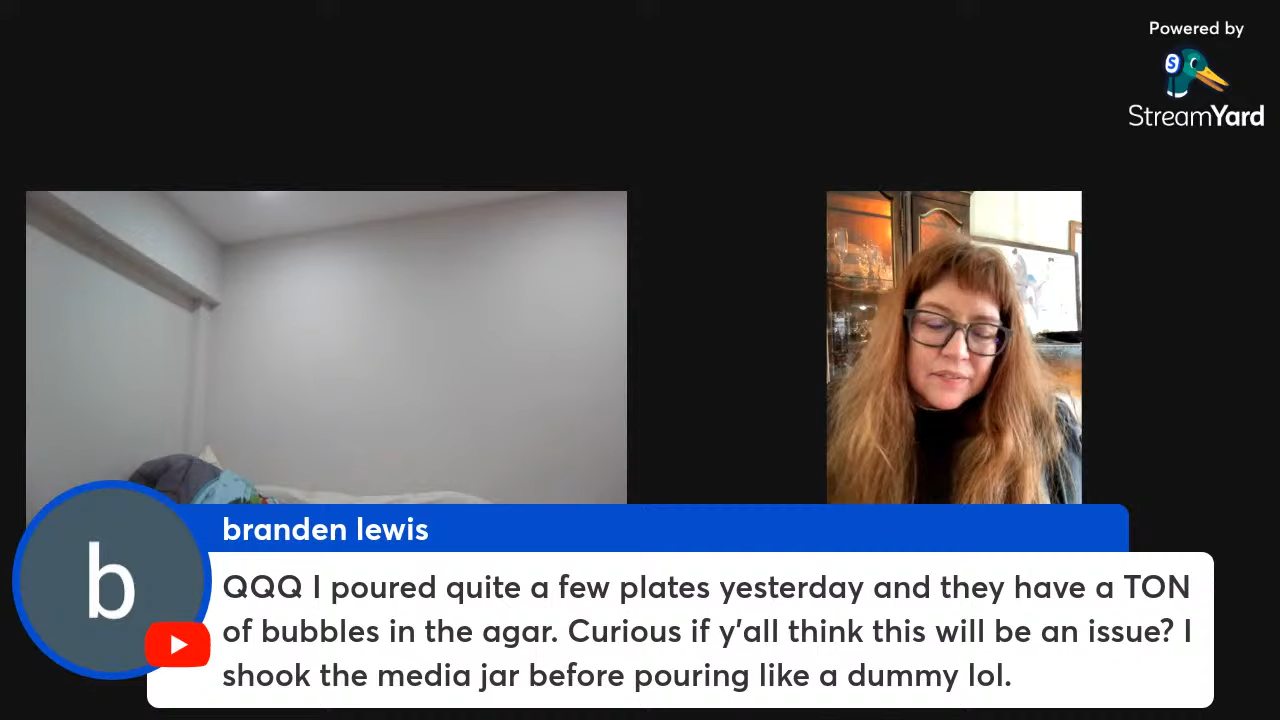 Powered by
S
StreamYard
b
branden lewis
QQQ I poured quite a few plates yesterday and they have a TON
of bubbles in the agar. Curious if y'all think this will be an issue? I
shook the media jar before pouring like a dummy lol.